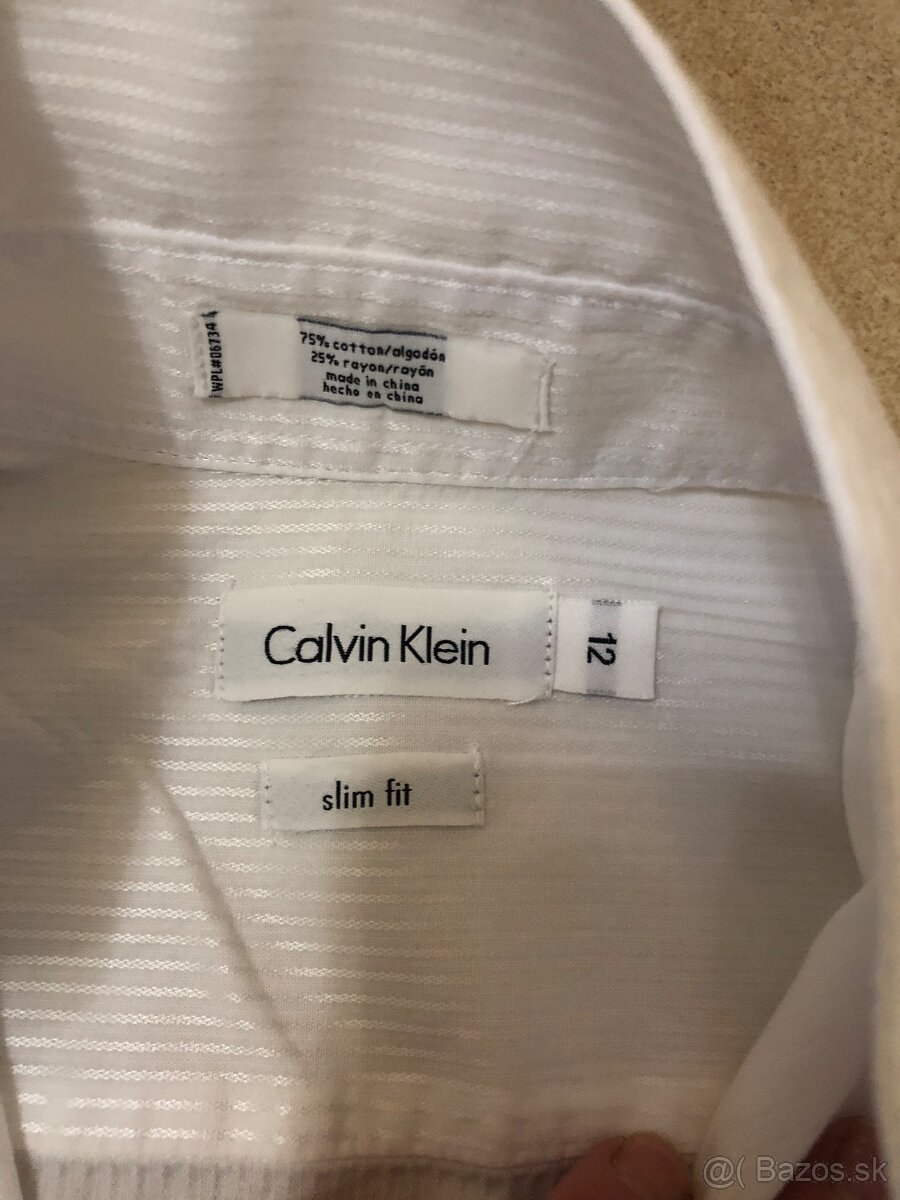 WPL#06734
75% cotton/algodón
25% rayon/rayón
made in china
hecho en china
Calvin Klein
12
slim fit
@( Bazos.sk